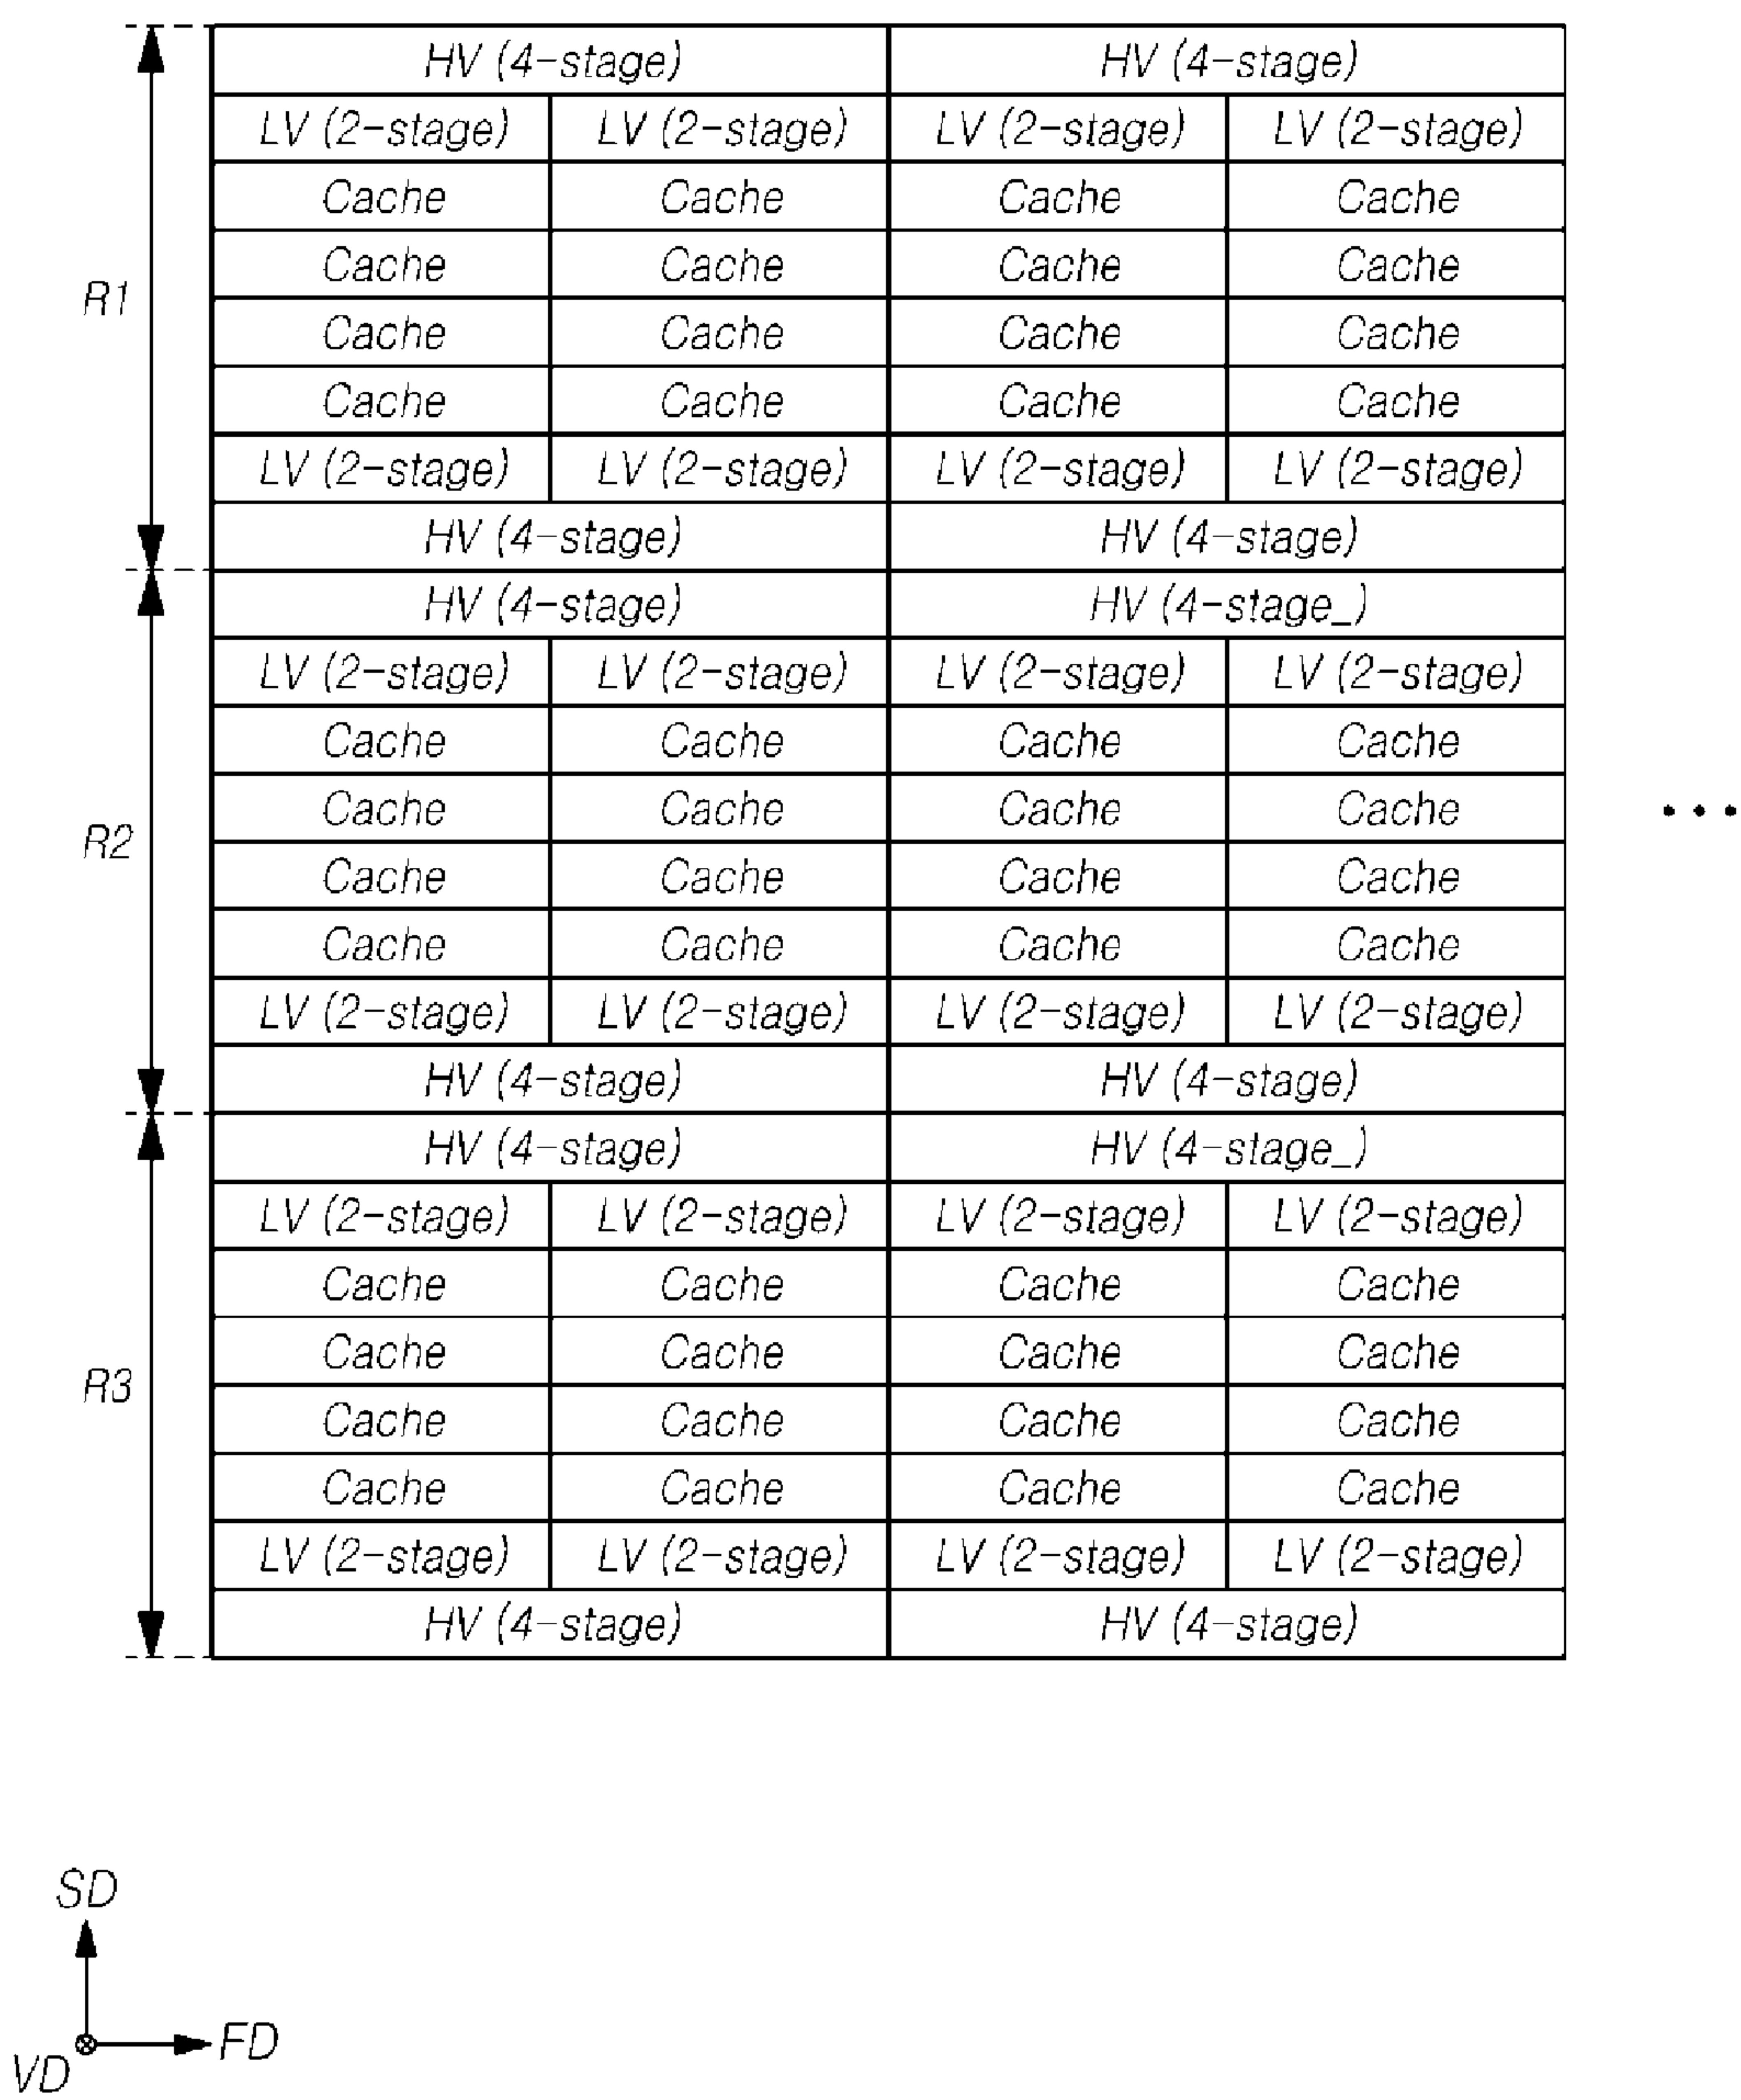 HV (4-stage) HV (4-stage)
LV (2-stage) LV (2-stage) LV (2-stage) LV (2-stage)
Cache Cache Cache Cache
Cache Cache Cache Cache
R1
Cache Cache Cache Cache
Cache Cache Cache Cache
LV (2-stage) LV (2-stage) LV (2-stage) LV (2-stage)
HV (4-stage) HV (4-stage)
HV (4-stage) HV (4-stage_)
LV (2-stage) LV (2-stage) LV (2-stage) LV (2-stage)
Cache Cache Cache Cache
Cache Cache Cache Cache
...
R2
Cache Cache Cache Cache
Cache Cache Cache Cache
LV (2-stage) LV (2-stage) LV (2-stage) LV (2-stage)
HV (4-stage) HV (4-stage)
HV (4-stage) HV (4-stage_)
LV (2-stage) LV (2-stage) LV (2-stage) LV (2-stage)
Cache Cache Cache Cache
Cache Cache Cache Cache
R3
Cache Cache Cache Cache
Cache Cache Cache Cache
LV (2-stage) LV (2-stage) LV (2-stage) LV (2-stage)
HV (4-stage) HV (4-stage)
SD
FD
VD